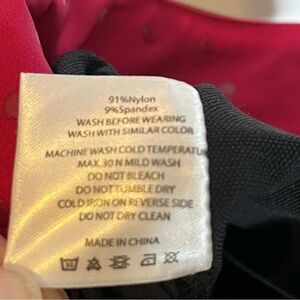 91%Nylon
9%Spandex
WASH BEFORE WEARING
WASH WITH SIMILAR COLOR
MACHINE WASH COLD TEMPERATUR
MAX. 30 N MILD WASH
DO NOT BLEACH
DO NOT TUMBLE DRY
COLD IRON ON REVERSE SIDE
DO NOT DRY CLEAN
MADE IN CHINA